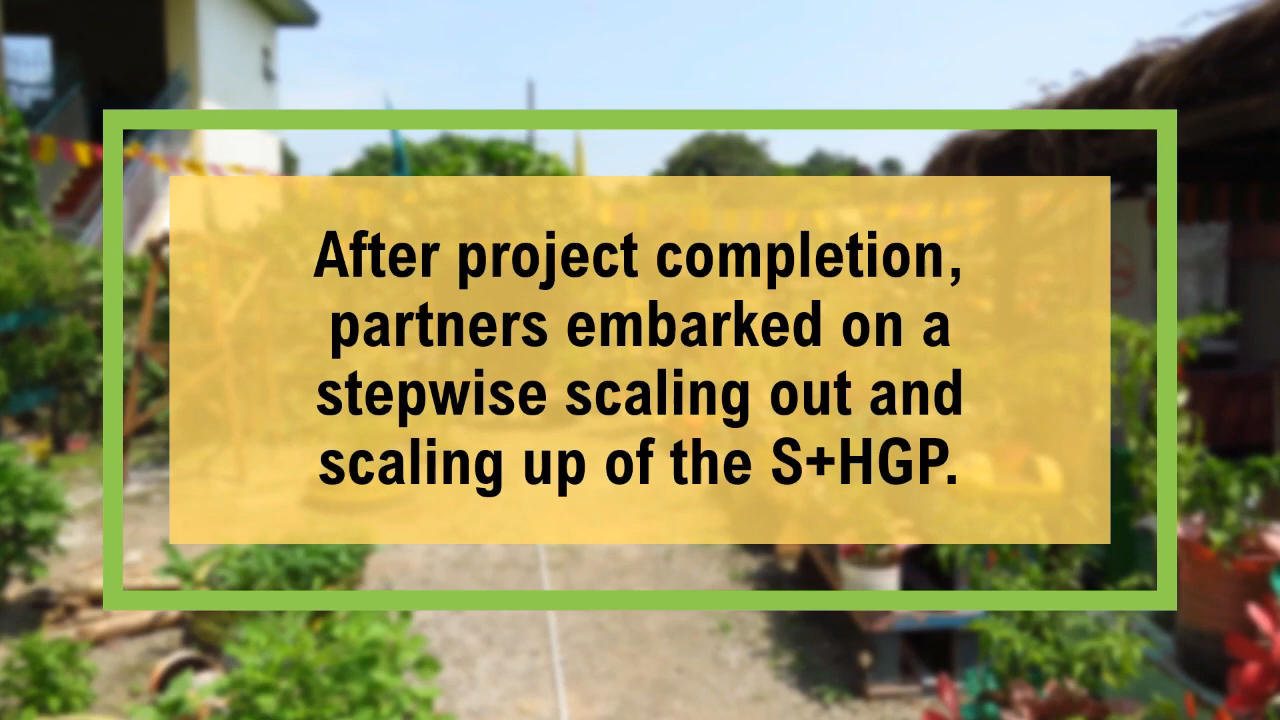 After project completion,
partners embarked on a
stepwise scaling out and
scaling up of the S+HGP.